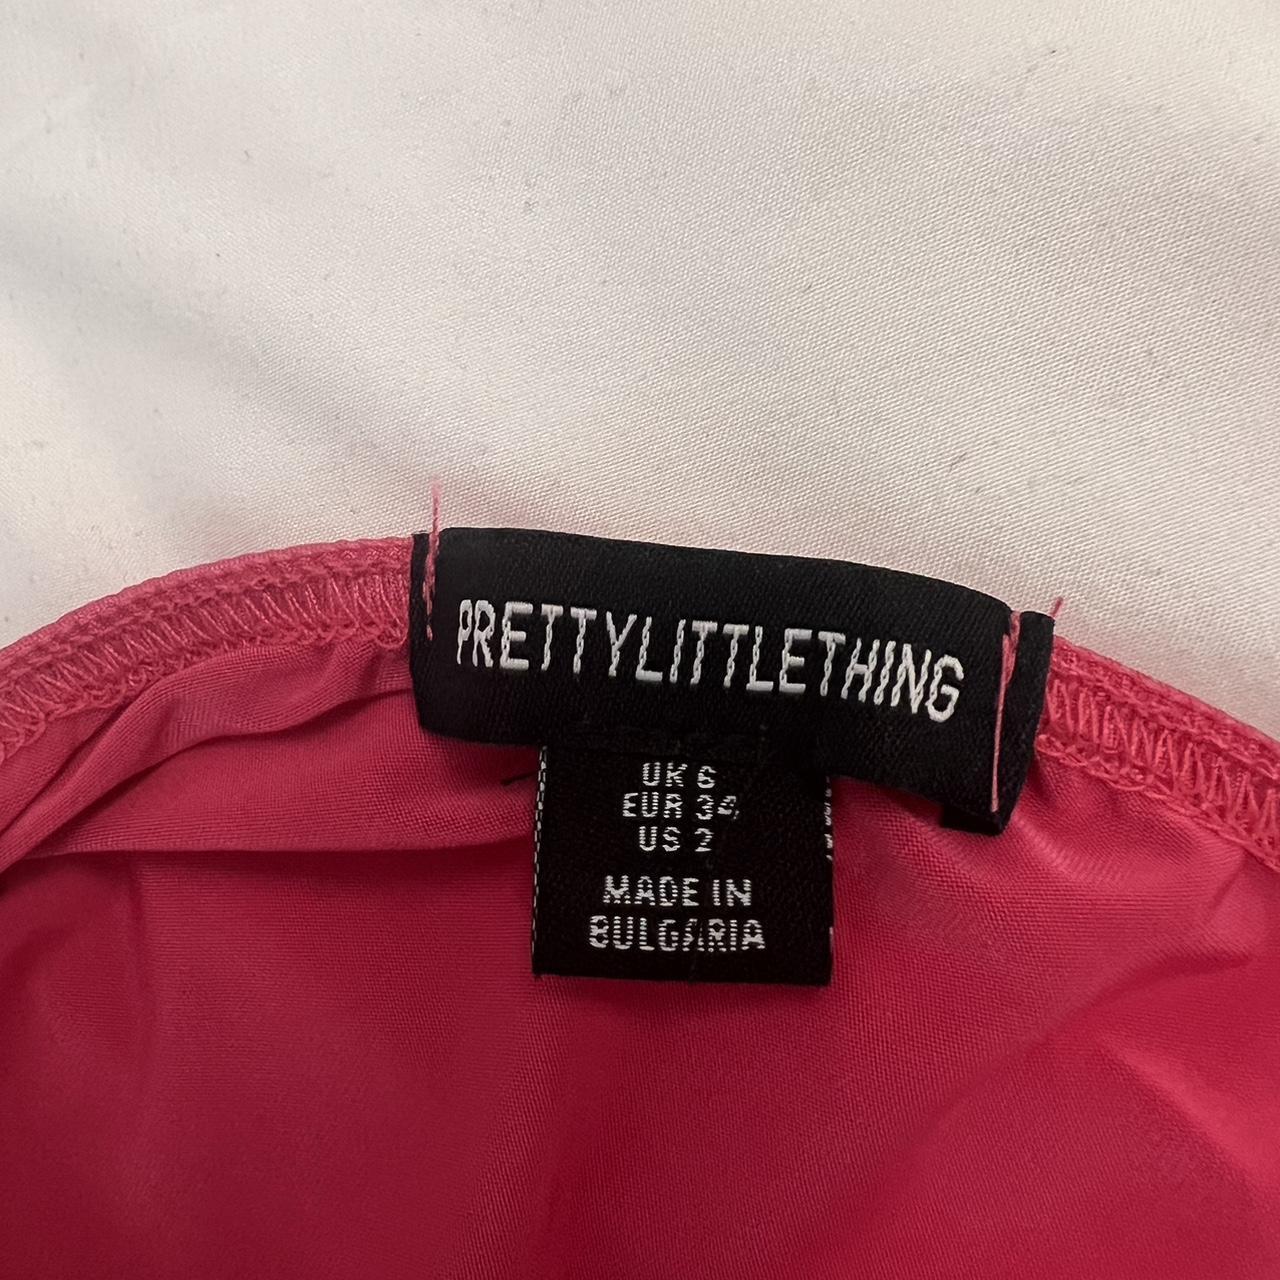 PRETTYLITTLETHING
UK 6
EUR 34
US 2
MADE IN
BULGARIA